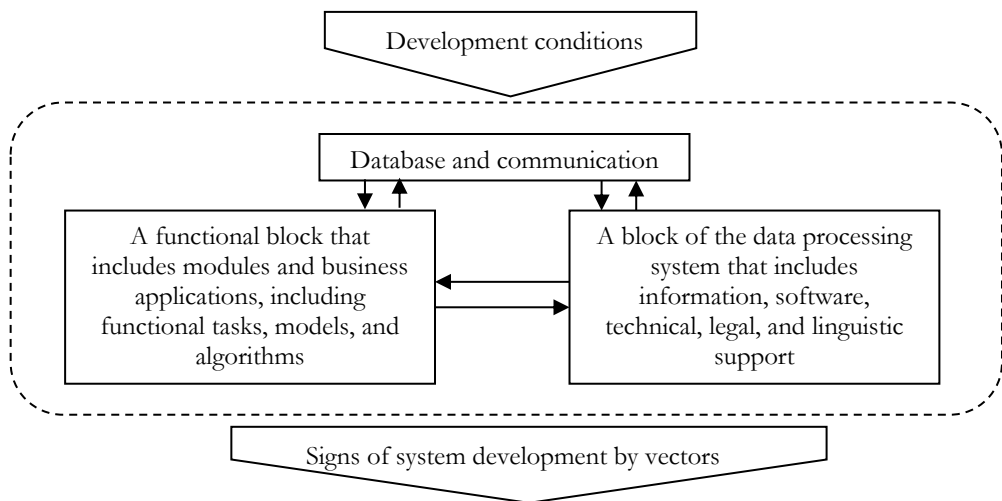 Development conditions
Database and communication
A functional block that
includes modules and business
applications, including
functional tasks, models, and
algorithms
A block of the data processing
system that includes
information, software,
technical, legal, and linguistic
support
Signs of system development by vectors